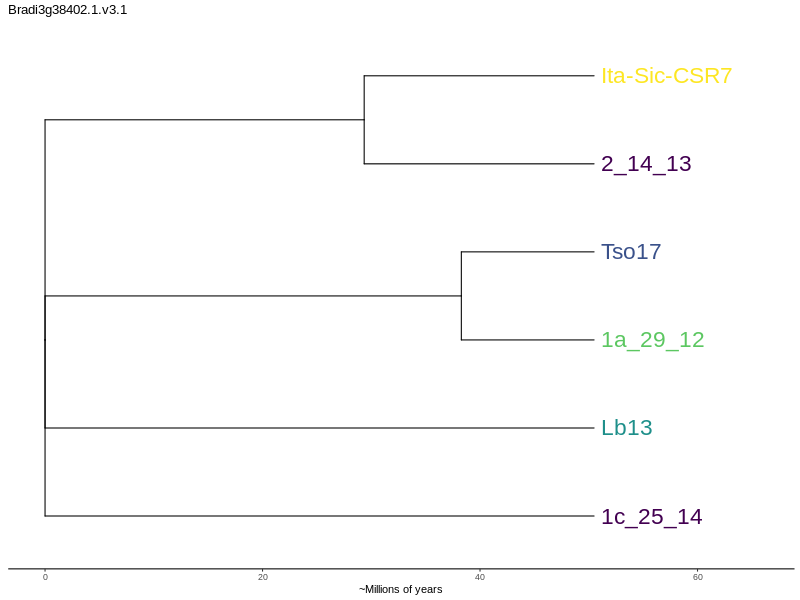 Bradi3g38402.1.v3.1
Ita-Sic-CSR7
2_14_13
Tso17
1a_29_12
Lb13
1c_25_14
0 20 40 60
~Millions of years